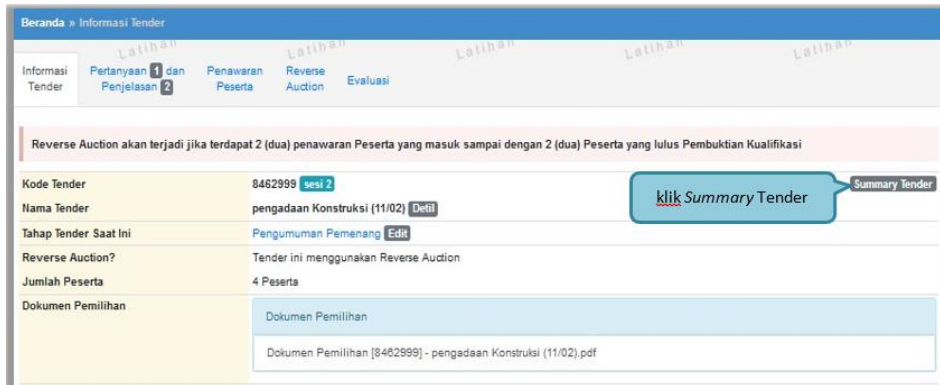 Beranda » Informasi Tender
Latihan Latihan Latihan Latihan Latihan
Informasi Tender
Pertanyaan 1 dan Penjelasan 2
Penawaran Peserta
Reverse Auction
Evaluasi
Reverse Auction akan terjadi jika terdapat 2 (dua) penawaran Peserta yang masuk sampai dengan 2 (dua) Peserta yang lulus Pembuktian Kualifikasi
Kode Tender 8462999 sesi 2 Summary Tender
klik Summary Tender
Nama Tender pengadaan Konstruksi (11/02) Detil
Tahap Tender Saat Ini Pengumuman Pemenang Edit
Reverse Auction? Tender ini menggunakan Reverse Auction
Jumlah Peserta 4 Peserta
Dokumen Pemilihan Dokumen Pemilihan
Dokumen Pemilihan [8462999] - pengadaan Konstruksi (11/02).pdf